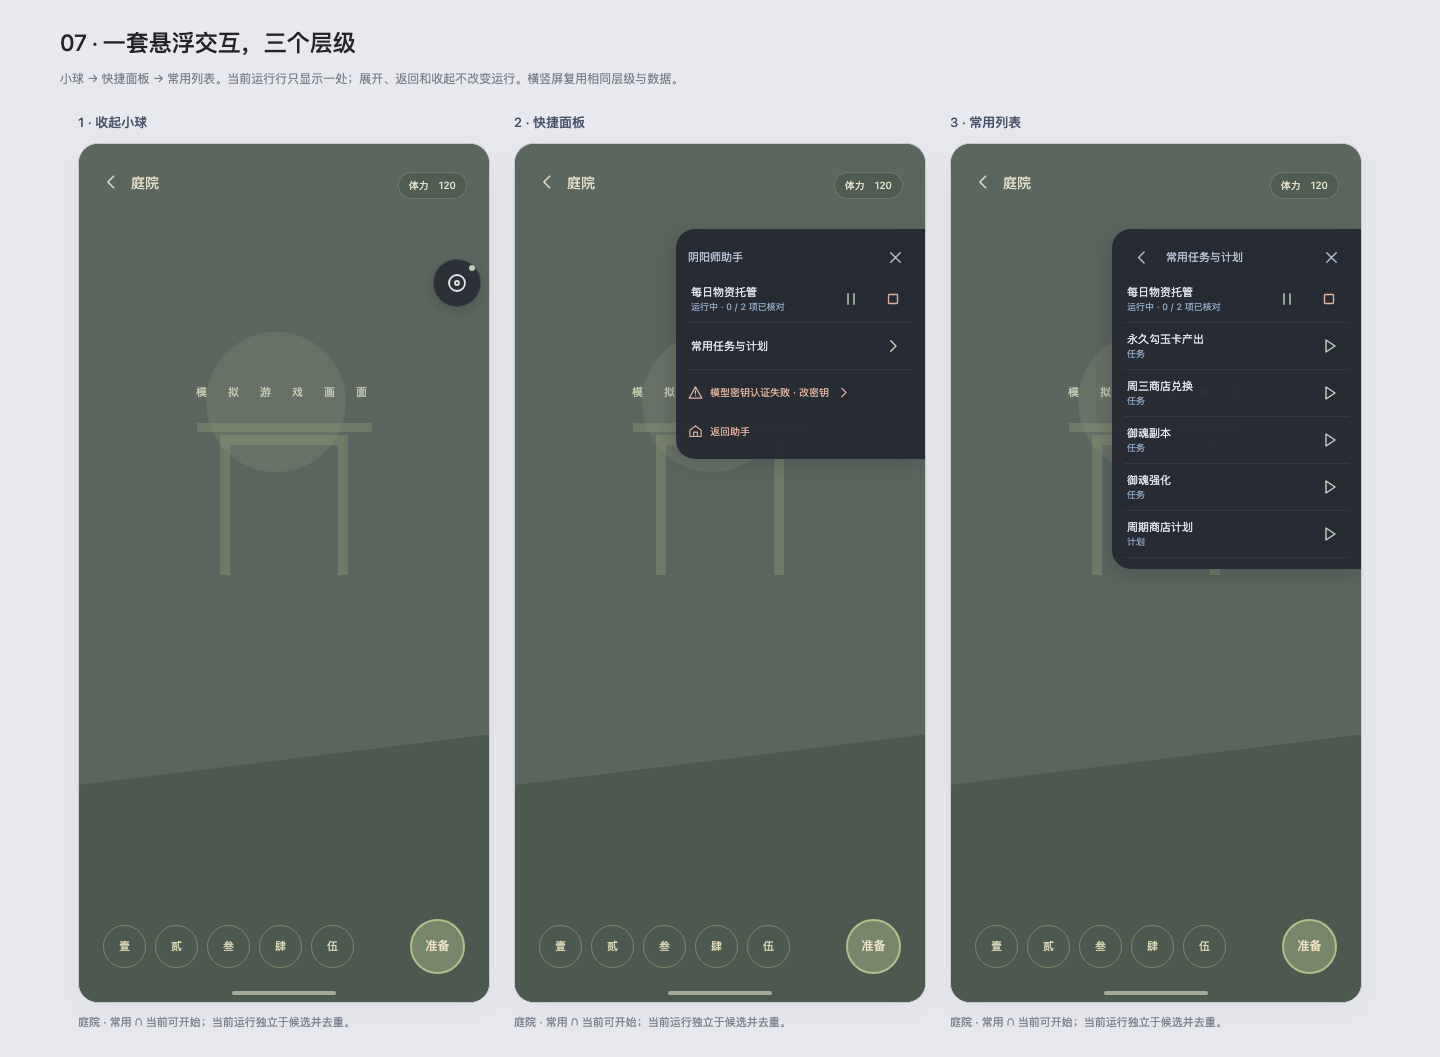 07 · 一套悬浮交互，三个层级
小球 → 快捷面板 → 常用列表。当前运行行只显示一处；展开、返回和收起不改变运行。横竖屏复用相同层级与数据。
1 · 收起小球
庭院
体力 120
模 拟 游 戏 画 面
壹 贰 叁 肆 伍 准备
庭院 · 常用 ∩ 当前可开始；当前运行独立于候选并去重。
2 · 快捷面板
庭院
体力 120
阴阳师助手
每日物资托管
运行中 · 0 / 2 项已核对
常用任务与计划
模型密钥认证失败 · 改密钥
返回助手
模 拟
壹 贰 叁 肆 伍 准备
庭院 · 常用 ∩ 当前可开始；当前运行独立于候选并去重。
3 · 常用列表
庭院
体力 120
常用任务与计划
每日物资托管
运行中 · 0 / 2 项已核对
永久勾玉卡产出
任务
周三商店兑换
任务
御魂副本
任务
御魂强化
任务
周期商店计划
计划
模 拟
壹 贰 叁 肆 伍 准备
庭院 · 常用 ∩ 当前可开始；当前运行独立于候选并去重。